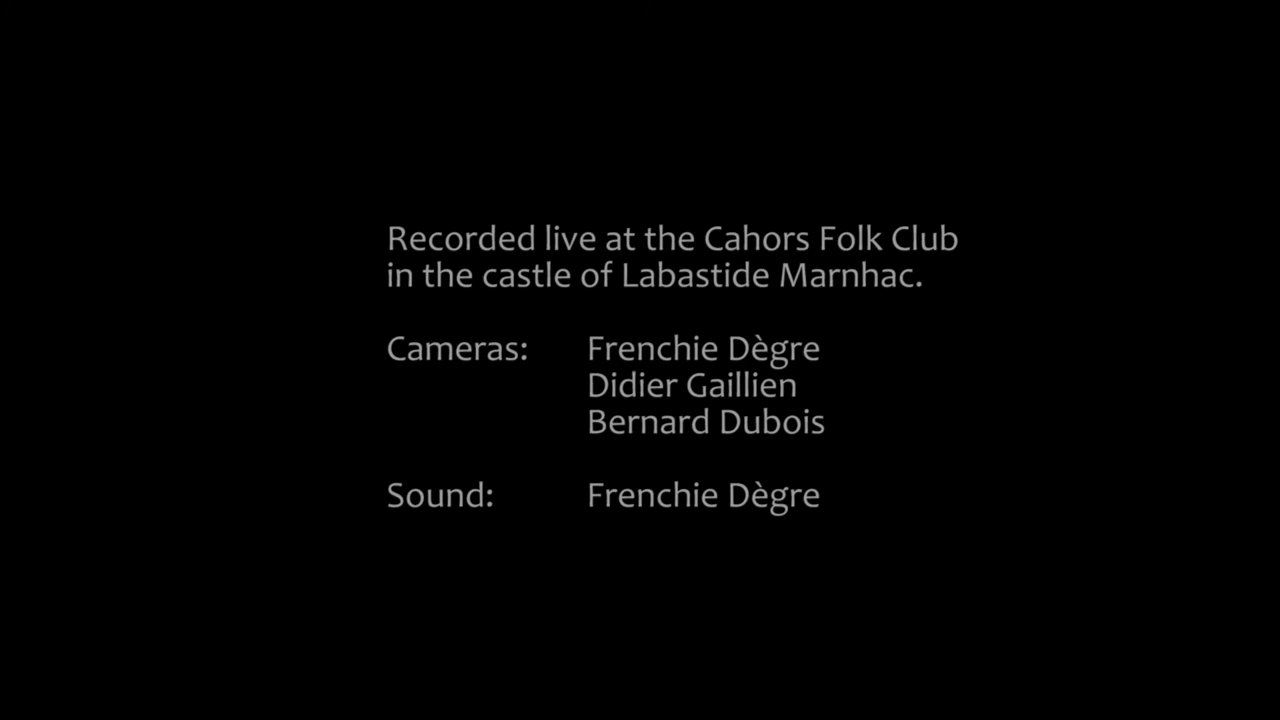 Recorded live at the Cahors Folk Club
in the castle of Labastide Marnhac.
Cameras: Frenchie Dègre
Didier Gaillien
Bernard Dubois
Sound: Frenchie Dègre